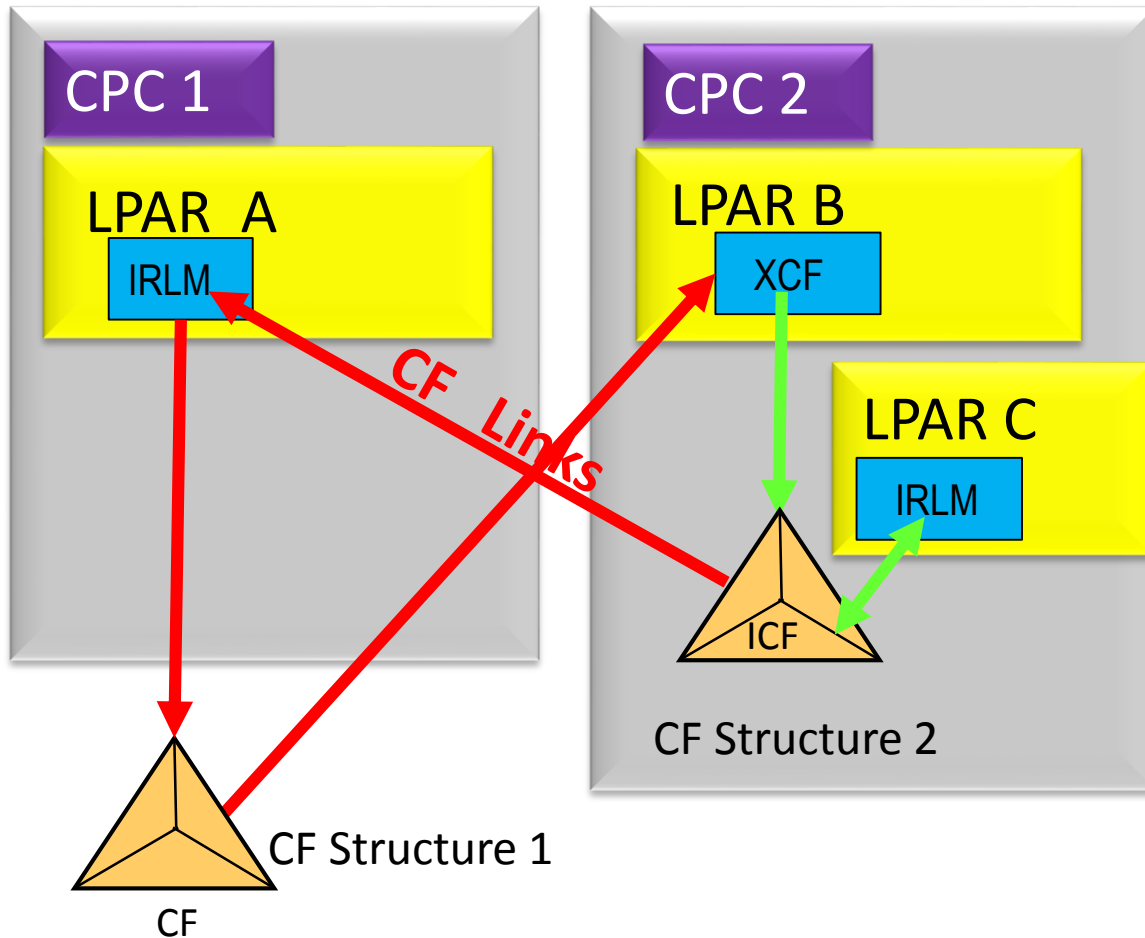 CPC 1
LPAR A
IRLM
CPC 2
LPAR B
XCF
CF Links
LPAR C
IRLM
ICF
CF Structure 2
CF Structure 1
CF